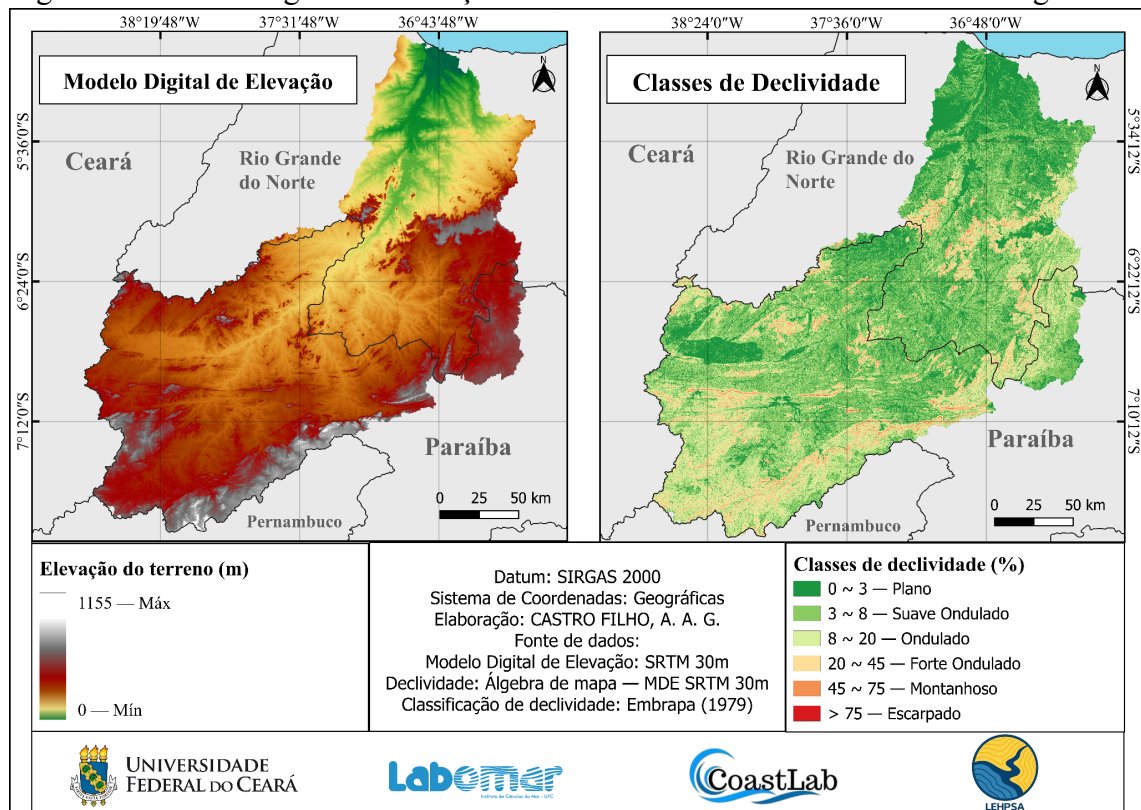 38°19'48"W 37°31'48"W 36°43'48"W
38°24'0"W 37°36'0"W 36°48'0"W
Modelo Digital de Elevação
Classes de Declividade
N
N
5°36'0"S
6°24'0"S
7°12'0"S
5°34'12"S
6°22'12"S
7°10'12"S
Ceará
Rio Grande
do Norte
Paraíba
Pernambuco
0 25 50 km
Ceará
Rio Grande do
Norte
Paraíba
Pernambuco
0 25 50 km
Elevação do terreno (m)
1155 — Máx
0 — Mín
Datum: SIRGAS 2000
Sistema de Coordenadas: Geográficas
Elaboração: CASTRO FILHO, A. A. G.
Fonte de dados:
Modelo Digital de Elevação: SRTM 30m
Declividade: Álgebra de mapa — MDE SRTM 30m
Classificação de declividade: Embrapa (1979)
Classes de declividade (%)
0 ~ 3 — Plano
3 ~ 8 — Suave Ondulado
8 ~ 20 — Ondulado
20 ~ 45 — Forte Ondulado
45 ~ 75 — Montanhoso
> 75 — Escarpado
UNIVERSIDADE
FEDERAL DO CEARÁ
Labomar
Instituto de Ciências do Mar - UFC
CoastLab
LEHPSA